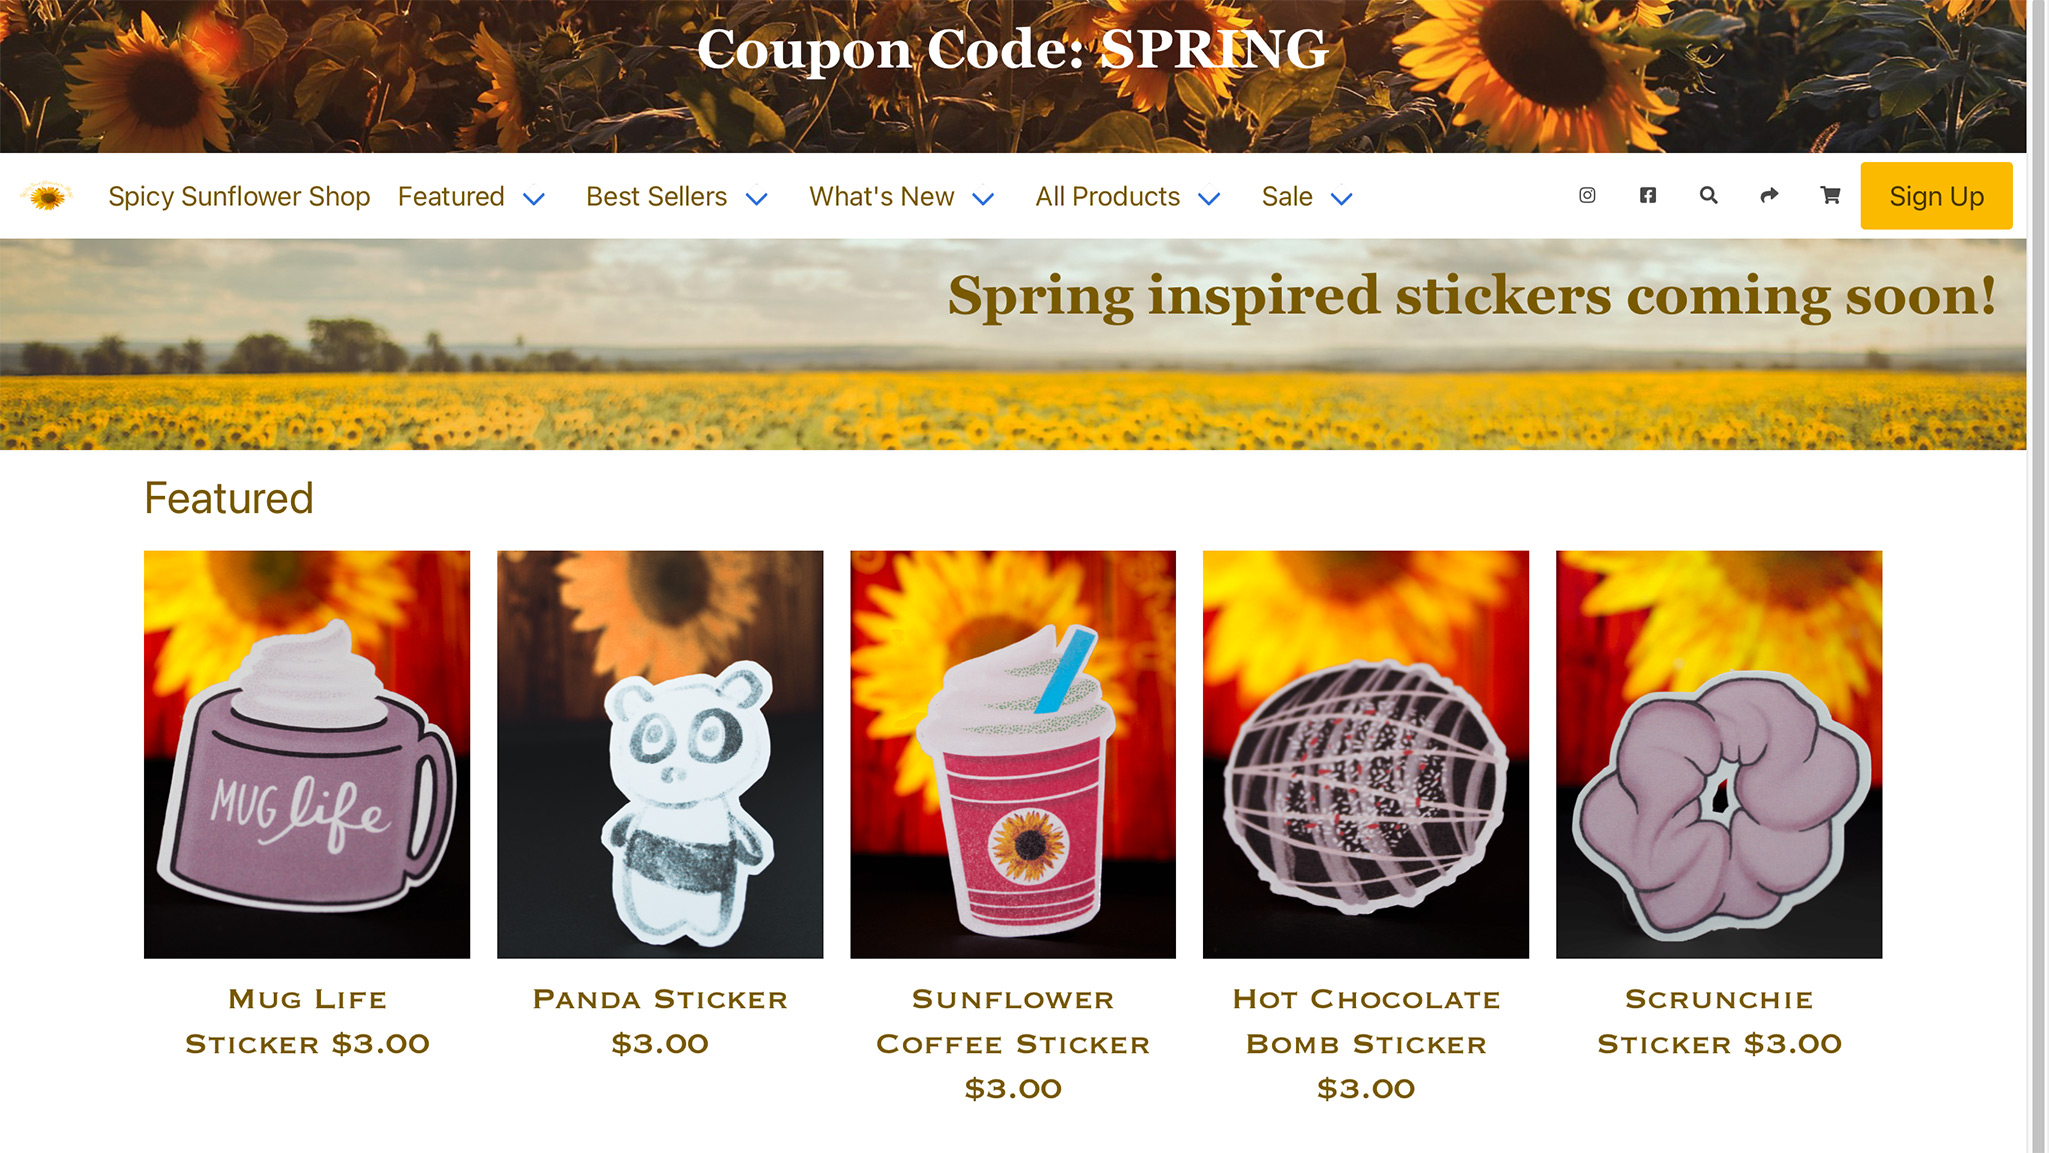 Coupon Code: SPRING
Spicy Sunflower Shop Featured Best Sellers What's New All Products Sale Sign Up
Spring inspired stickers coming soon!
Featured
MUG life
Mug Life
Sticker $3.00
Panda Sticker
$3.00
Sunflower
Coffee Sticker
$3.00
Hot Chocolate
Bomb Sticker
$3.00
Scrunchie
Sticker $3.00